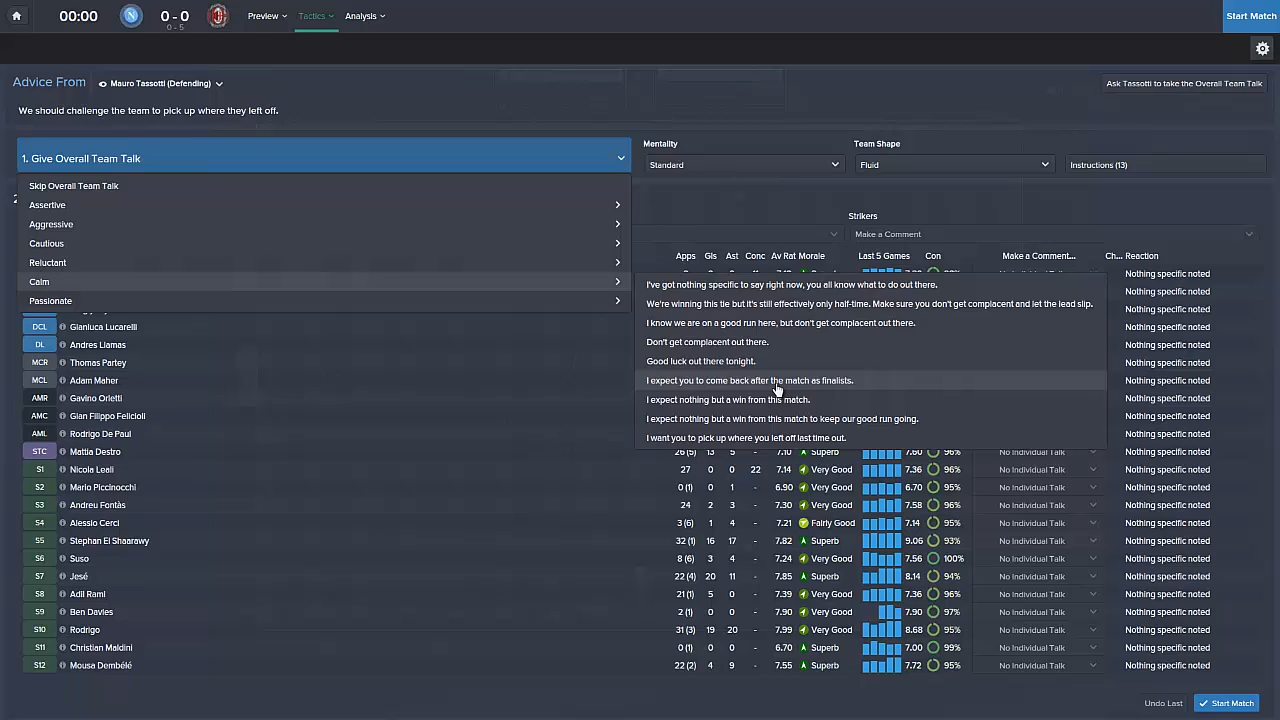 00:00 0 - 0 Preview Tactics Analysis Start Match
0 - 5
Advice From Mauro Tassotti (Defending) Ask Tassotti to take the Overall Team Talk
We should challenge the team to pick up where they left off.
Mentality Team Shape
1. Give Overall Team Talk Standard Fluid Instructions (13)
Skip Overall Team Talk
Assertive
Strikers
Aggressive
Make a Comment
Cautious
Apps Gls Ast Conc Av Rat Morale Last 5 Games Con Make a Comment... Ch... Reaction
Reluctant
Nothing specific noted
Calm
I've got nothing specific to say right now, you all know what to do out there.
Nothing specific noted
Passionate
We're winning this tie but it's still effectively only half-time. Make sure you don't get complacent and let the lead slip.
Nothing specific noted
I know we are on a good run here, but don't get complacent out there.
DCL Gianluca Lucarelli Nothing specific noted
DL Andres Llamas Don't get complacent out there. Nothing specific noted
MCR Thomas Partey Good luck out there tonight. Nothing specific noted
MCL Adam Maher I expect you to come back after the match as finalists. Nothing specific noted
AMR Gavino Orletti I expect nothing but a win from this match. Nothing specific noted
AMC Gian Filippo Felicioli I expect nothing but a win from this match to keep our good run going. Nothing specific noted
AML Rodrigo De Paul I want you to pick up where you left off last time out. Nothing specific noted
STC Mattia Destro 26 (5) 13 5 - 7.10 Superb 7.60 96% No Individual Talk Nothing specific noted
S1 Nicola Leali 27 0 0 22 7.14 Very Good 7.36 96% No Individual Talk Nothing specific noted
S2 Mario Piccinocchi 0 (1) 0 1 - 6.90 Very Good 6.70 95% No Individual Talk Nothing specific noted
S3 Andreu Fontàs 24 2 3 - 7.30 Very Good 7.58 96% No Individual Talk Nothing specific noted
S4 Alessio Cerci 3 (6) 1 4 - 7.21 Fairly Good 7.14 95% No Individual Talk Nothing specific noted
S5 Stephan El Shaarawy 32 (1) 16 17 - 7.82 Superb 9.06 93% No Individual Talk Nothing specific noted
S6 Suso 8 (6) 3 4 - 7.24 Very Good 7.56 100% No Individual Talk Nothing specific noted
S7 Jesé 22 (4) 20 11 - 7.85 Superb 8.14 94% No Individual Talk Nothing specific noted
S8 Adil Rami 21 (1) 5 0 - 7.39 Very Good 7.36 96% No Individual Talk Nothing specific noted
S9 Ben Davies 2 (1) 0 0 - 7.90 Very Good 7.90 97% No Individual Talk Nothing specific noted
S10 Rodrigo 31 (3) 19 20 - 7.99 Very Good 8.68 95% No Individual Talk Nothing specific noted
S11 Christian Maldini 0 (1) 0 0 - 6.70 Superb 7.00 99% No Individual Talk Nothing specific noted
S12 Mousa Dembélé 22 (2) 4 9 - 7.55 Superb 7.72 95% No Individual Talk Nothing specific noted
Undo Last Start Match